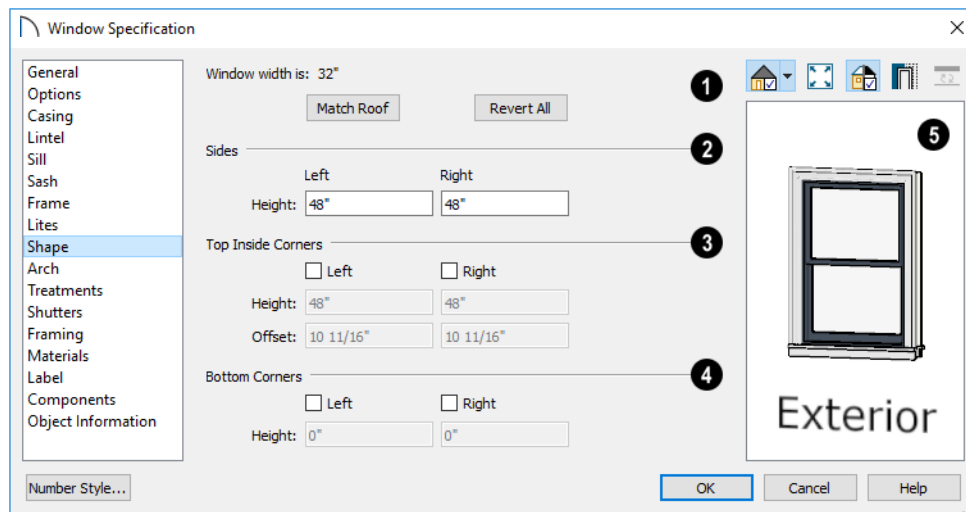 Window Specification
General
Options
Casing
Lintel
Sill
Sash
Frame
Lites
Shape
Arch
Treatments
Shutters
Framing
Materials
Label
Components
Object Information
Window width is: 32"
1
Match Roof Revert All
Sides 2
Left Right
Height: 48" 48"
Top Inside Corners 3
Left Right
Height: 48" 48"
Offset: 10 11/16" 10 11/16"
Bottom Corners 4
Left Right
Height: 0" 0"
5
Exterior
Number Style... OK Cancel Help